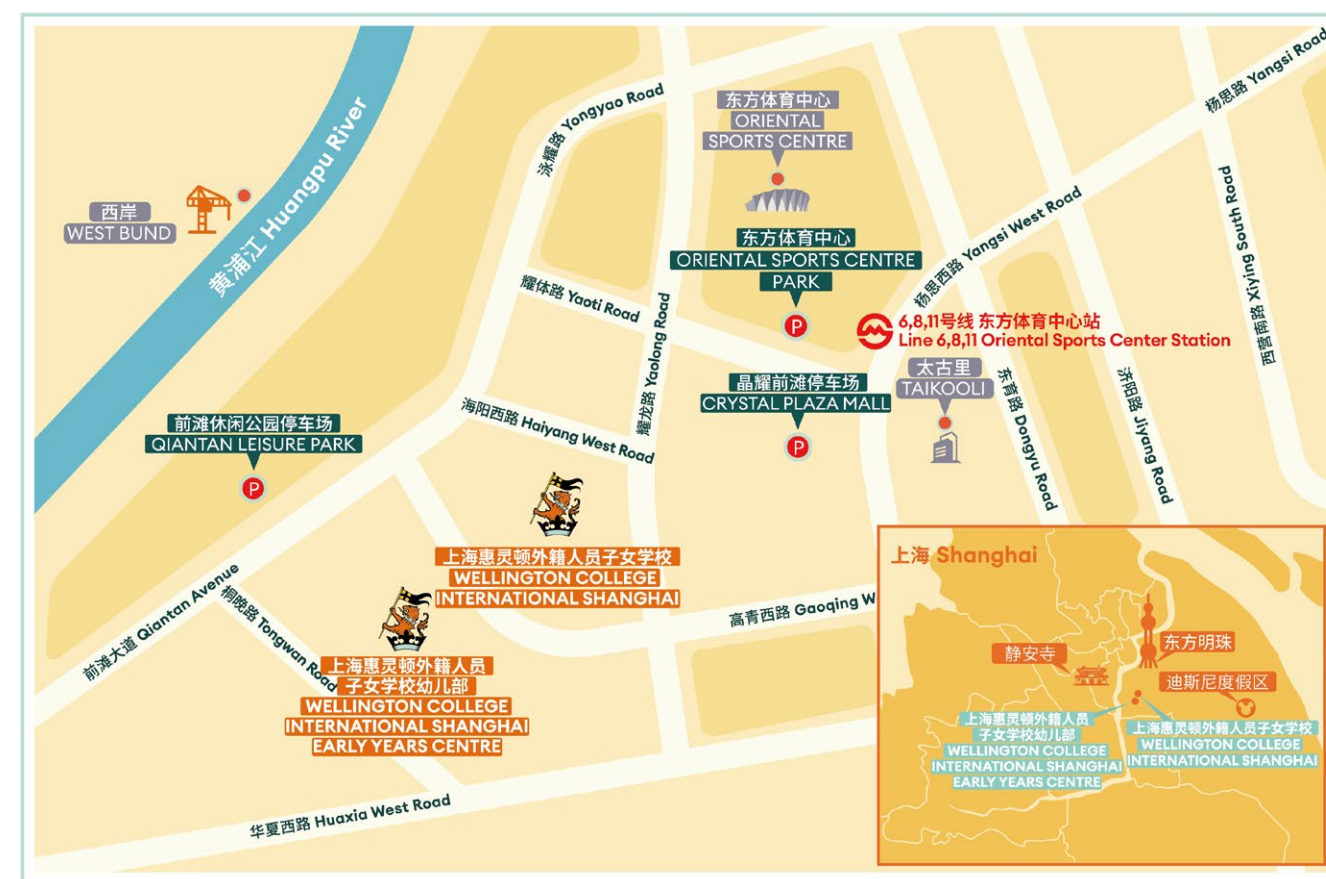 黄浦江 Huangpu River
西岸
WEST BUND
泳耀路 Yongyao Road
东方体育中心
ORIENTAL
SPORTS CENTRE
杨思路 Yangsi Road
东方体育中心
ORIENTAL SPORTS CENTRE
PARK
P
杨思西路 Yangsi West Road
西营南路 Xiying South Road
耀体路 Yaoti Road
耀龙路 Yaolong Road
6,8,11号线 东方体育中心站
Line 6,8,11 Oriental Sports Center Station
太古里
TAIKOOLI
晶耀前滩停车场
CRYSTAL PLAZA MALL
P
东育路 Dongyu Road
济阳路 Jiyang Road
海阳西路 Haiyang West Road
前滩休闲公园停车场
QIANTAN LEISURE PARK
P
上海惠灵顿外籍人员子女学校
WELLINGTON COLLEGE
INTERNATIONAL SHANGHAI
前滩大道 Qiantan Avenue
桐晚路 Tongwan Road
上海惠灵顿外籍人员
子女学校幼儿部
WELLINGTON COLLEGE
INTERNATIONAL SHANGHAI
EARLY YEARS CENTRE
高青西路 Gaoqing W
华夏西路 Huaxia West Road
上海 Shanghai
静安寺
东方明珠
迪斯尼度假区
上海惠灵顿外籍人员
子女学校幼儿部
WELLINGTON COLLEGE
INTERNATIONAL SHANGHAI
EARLY YEARS CENTRE
上海惠灵顿外籍人员子女学校
WELLINGTON COLLEGE
INTERNATIONAL SHANGHAI